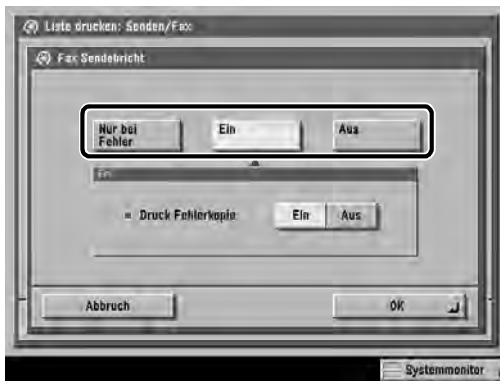 Liste drucken: Senden/Fax
Fax Sendebricht
Nur bei
Fehler
Ein
Aus
Ein
Druck Fehlerkopie
Ein
Aus
Abbruch
OK
Systemmonitor